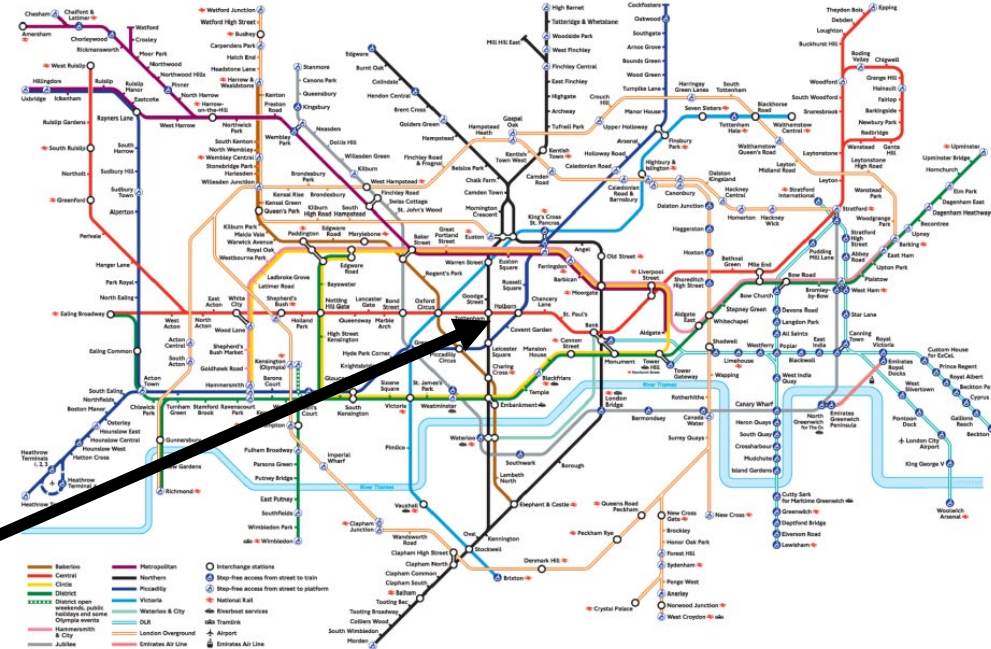 Chesham
Chalfont & Latimer
Amersham
Chorleywood
Rickmansworth
Watford
Croxley
Moor Park
Northwood
Northwood Hills
Pinner
North Harrow
Harrow-on-the-Hill
Northwick Park
Preston Road
Wembley Park
West Ruislip
Ruislip Gardens
South Ruislip
Northolt
Greenford
Perivale
Hanger Lane
Hillingdon
Uxbridge
Ickenham
Ruislip
Ruislip Manor
Eastcote
Rayners Lane
West Harrow
South Harrow
Sudbury Hill
Sudbury Town
Alperton
Park Royal
North Ealing
Ealing Broadway
Ealing Common
West Acton
North Acton
East Acton
White City
Wood Lane
Shepherd's Bush
Holland Park
Notting Hill Gate
Queensway
Lancaster Gate
Marble Arch
Bond Street
Oxford Circus
Holborn
Chancery Lane
St. Paul's
Bank
Liverpool Street
Bethnal Green
Mile End
Watford Junction
Watford High Street
Bushey
Carpenders Park
Hatch End
Headstone Lane
Harrow & Wealdstone
Kenton
South Kenton
North Wembley
Wembley Central
Stonebridge Park
Harlesden
Willesden Junction
Kensal Green
Queen's Park
Kilburn Park
Maida Vale
Warwick Avenue
Royal Oak
Westbourne Park
Ladbroke Grove
Latimer Road
Paddington
Edgware Road
Marylebone
Edgware Road
Bayswater
Baker Street
Great Portland Street
Regent's Park
Stanmore
Canons Park
Queensbury
Kingsbury
Neasden
Dollis Hill
Willesden Green
Kilburn
West Hampstead
Finchley Road
Swiss Cottage
St. John's Wood
Kensal Rise
Brondesbury Park
Brondesbury
Kilburn High Road
South Hampstead
Finchley Road & Frognal
Hampstead Heath
Gospel Oak
Edgware
Burnt Oak
Colindale
Hendon Central
Brent Cross
Golders Green
Hampstead
Belsize Park
Chalk Farm
Camden Town
Mornington Crescent
Euston
High Barnet
Totteridge & Whetstone
Woodside Park
West Finchley
Mill Hill East
Finchley Central
East Finchley
Highgate
Archway
Tufnell Park
Kentish Town
Kentish Town West
Camden Road
Crouch Hill
Upper Holloway
Cockfosters
Oakwood
Southgate
Arnos Grove
Bounds Green
Wood Green
Turnpike Lane
Manor House
Finsbury Park
Arsenal
Holloway Road
Caledonian Road
King's Cross St. Pancras
Harringay Green Lanes
South Tottenham
Seven Sisters
Tottenham Hale
Blackhorse Road
Walthamstow Central
Walthamstow Queen's Road
Leyton Midland Road
Leytonstone High Road
Wanstead Park
Woodgrange Park
Highbury & Islington
Caledonian Road & Barnsbury
Canonbury
Dalston Kingsland
Dalston Junction
Haggerston
Hoxton
Shoreditch High Street
Hackney Central
Homerton
Hackney Wick
Stratford International
Stratford
Epping
Theydon Bois
Debden
Loughton
Buckhurst Hill
Woodford
South Woodford
Snaresbrook
Leytonstone
Leyton
Roding Valley
Chigwell
Grange Hill
Hainault
Fairlop
Barkingside
Newbury Park
Redbridge
Wanstead
Gants Hill
Upminster
Upminster Bridge
Hornchurch
Elm Park
Dagenham East
Dagenham Heathway
Becontree
Upney
Barking
East Ham
Upton Park
Plaistow
West Ham
Bromley-by-Bow
Bow Road
Bow Church
Stepney Green
Whitechapel
Aldgate East
Aldgate
Pudding Mill Lane
Stratford High Street
Abbey Road
Star Lane
Canning Town
Devons Road
Langdon Park
All Saints
Poplar
Blackwall
East India
Westferry
Limehouse
Shadwell
Wapping
Rotherhithe
Canada Water
Surrey Quays
West India Quay
Canary Wharf
Heron Quays
South Quay
Crossharbour
Mudchute
Island Gardens
Cutty Sark for Maritime Greenwich
Greenwich
Deptford Bridge
Elverson Road
Lewisham
North Greenwich for The O2
Emirates Greenwich Peninsula
Royal Victoria
Emirates Royal Docks
Custom House for ExCeL
Prince Regent
Royal Albert
Beckton Pa
Cyprus
Gallions Reach
Beckton
West Silvertown
Pontoon Dock
London City Airport
King George V
Woolwich Arsenal
Warren Street
Euston Square
Russell Square
Goodge Street
Tottenham
Farringdon
Barbican
Moorgate
Angel
Old Street
Covent Garden
Leicester Square
Piccadilly Circus
Charing Cross
Embankment
Hyde Park Corner
Knightsbridge
Mansion House
Cannon Street
Blackfriars
Temple
Monument
Tower Hill
Fenchurch Street
Tower Gateway
London Bridge
Bermondsey
River Thames
Acton Central
South Acton
Shepherd's Bush Market
Goldhawk Road
Hammersmith
Kensington (Olympia)
Barons Court
High Street Kensington
South Kensington
Sloane Square
Victoria
St. James's Park
Westminster
Waterloo
Southwark
Borough
Lambeth North
Elephant & Castle
Pimlico
Vauxhall
Kennington
Oval
Stockwell
Brixton
Clapham High Street
Clapham North
Clapham Common
Clapham South
Balham
Tooting Bec
Tooting Broadway
Colliers Wood
South Wimbledon
Morden
Acton Town
South Ealing
Northfields
Boston Manor
Osterley
Hounslow East
Hounslow Central
Hounslow West
Hatton Cross
Heathrow Terminals 1, 2, 3
Chiswick Park
Turnham Green
Stamford Brook
Ravenscourt Park
Gunnersbury
Richmond
Fulham Broadway
Parsons Green
Putney Bridge
East Putney
Southfields
Wimbledon Park
Wimbledon
Imperial Wharf
Clapham Junction
Wandsworth Road
Denmark Hill
Peckham Rye
Queens Road Peckham
River Thames
New Cross Gate
New Cross
Brockley
Honor Oak Park
Forest Hill
Sydenham
Penge West
Anerley
Norwood Junction
West Croydon
Crystal Palace
Bakerloo
Central
Circle
District
District open weekends, public holidays and some Olympia events
Hammersmith & City
Jubilee
Metropolitan
Northern
Piccadilly
Victoria
Waterloo & City
DLR
London Overground
Emirates Air Line
Interchange stations
Step-free access from street to train
Step-free access from street to platform
National Rail
Riverboat services
Tramlink
Airport
Emirates Air Line